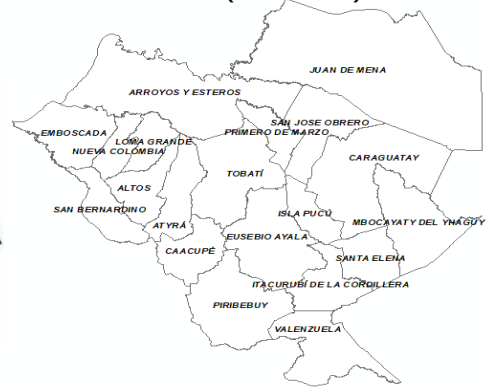 JUAN DE MENA
ARROYOS Y ESTEROS
SAN JOSE OBRERO
EMBOSCADA
PRIMERO DE MARZO
LOMA GRANDE
NUEVA COLOMBIA
CARAGUATAY
TOBATÍ
ALTOS
SAN BERNARDINO
ISLA PUCÚ
MBOCAYATY DEL YHAGUY
ATYRÁ
EUSEBIO AYALA
CAACUPÉ
SANTA ELENA
ITACURUBÍ DE LA CORDILLERA
PIRIBEBUY
VALENZUELA